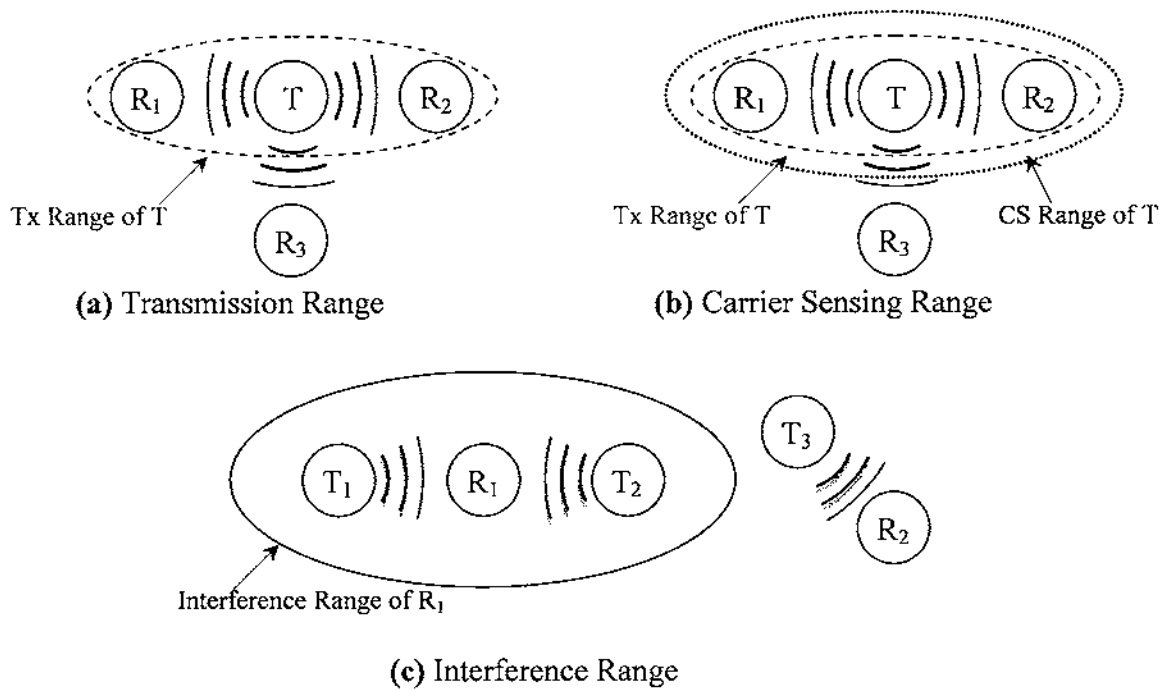 R₁ T R₂
R₃
Tx Range of T
(a) Transmission Range
R₁ T R₂
R₃
Tx Range of T
CS Range of T
(b) Carrier Sensing Range
T₁ R₁ T₂
T₃
R₂
Interference Range of R₁
(c) Interference Range